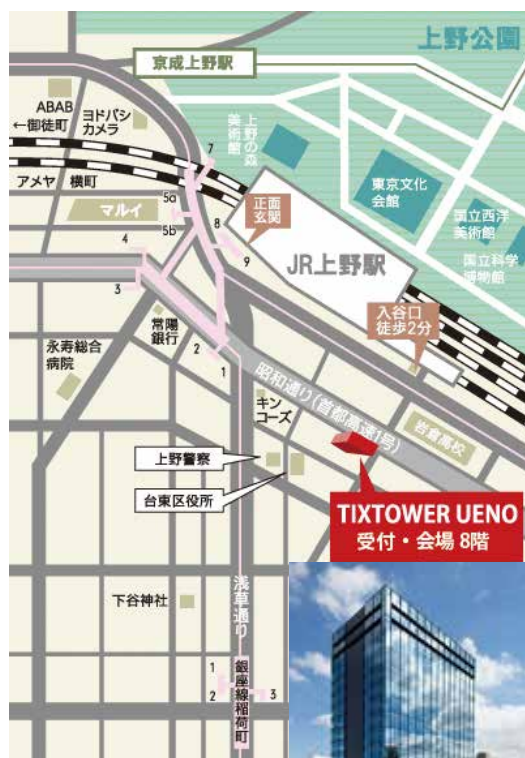 上野公園
京成上野駅
ABAB
←御徒町
ヨドバシ
カメラ
上野の森
美術館
7
アメヤ 横町
5a
マルイ
5b
8
正面
玄関
東京文化
会館
国立西洋
美術館
4
9
JR上野駅
国立科学
博物館
3
入谷口
徒歩2分
常陽
銀行
2
1
永寿総合
病院
昭和通り(首都高速1号)
キン
コーズ
岩倉高校
上野警察
台東区役所
TIXTOWER UENO
受付・会場 8階
浅草通り
下谷神社
1
2
3
銀座線稲荷町